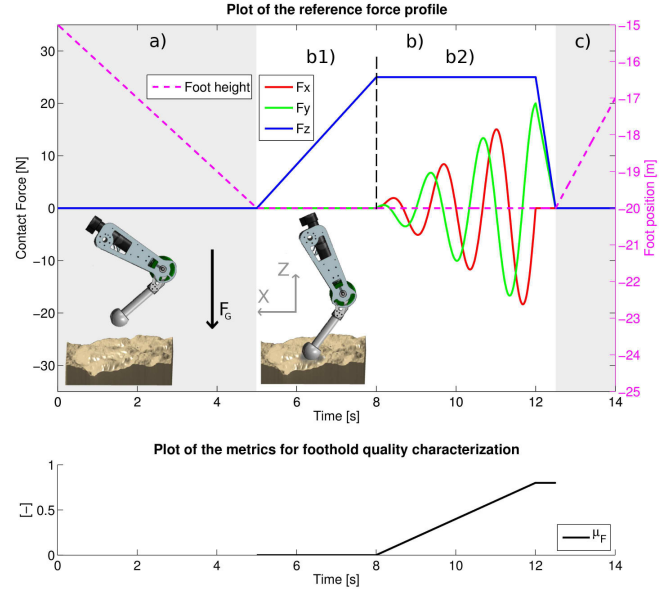 Plot of the reference force profile
a)
b1)
b)
b2)
c)
Foot height
Fx
Fy
Fz
35
30
20
10
0
−10
−20
−30
Contact Force [N]
−15
−16
−17
−18
−19
−20
−21
−22
−23
−24
−25
Foot position [m]
F_G
Z
X
0 2 4 6 8 10 12 14
Time [s]
Plot of the metrics for foothold quality characterization
1
0.5
0
[−]
μ_F
0 2 4 6 8 10 12 14
Time [s]